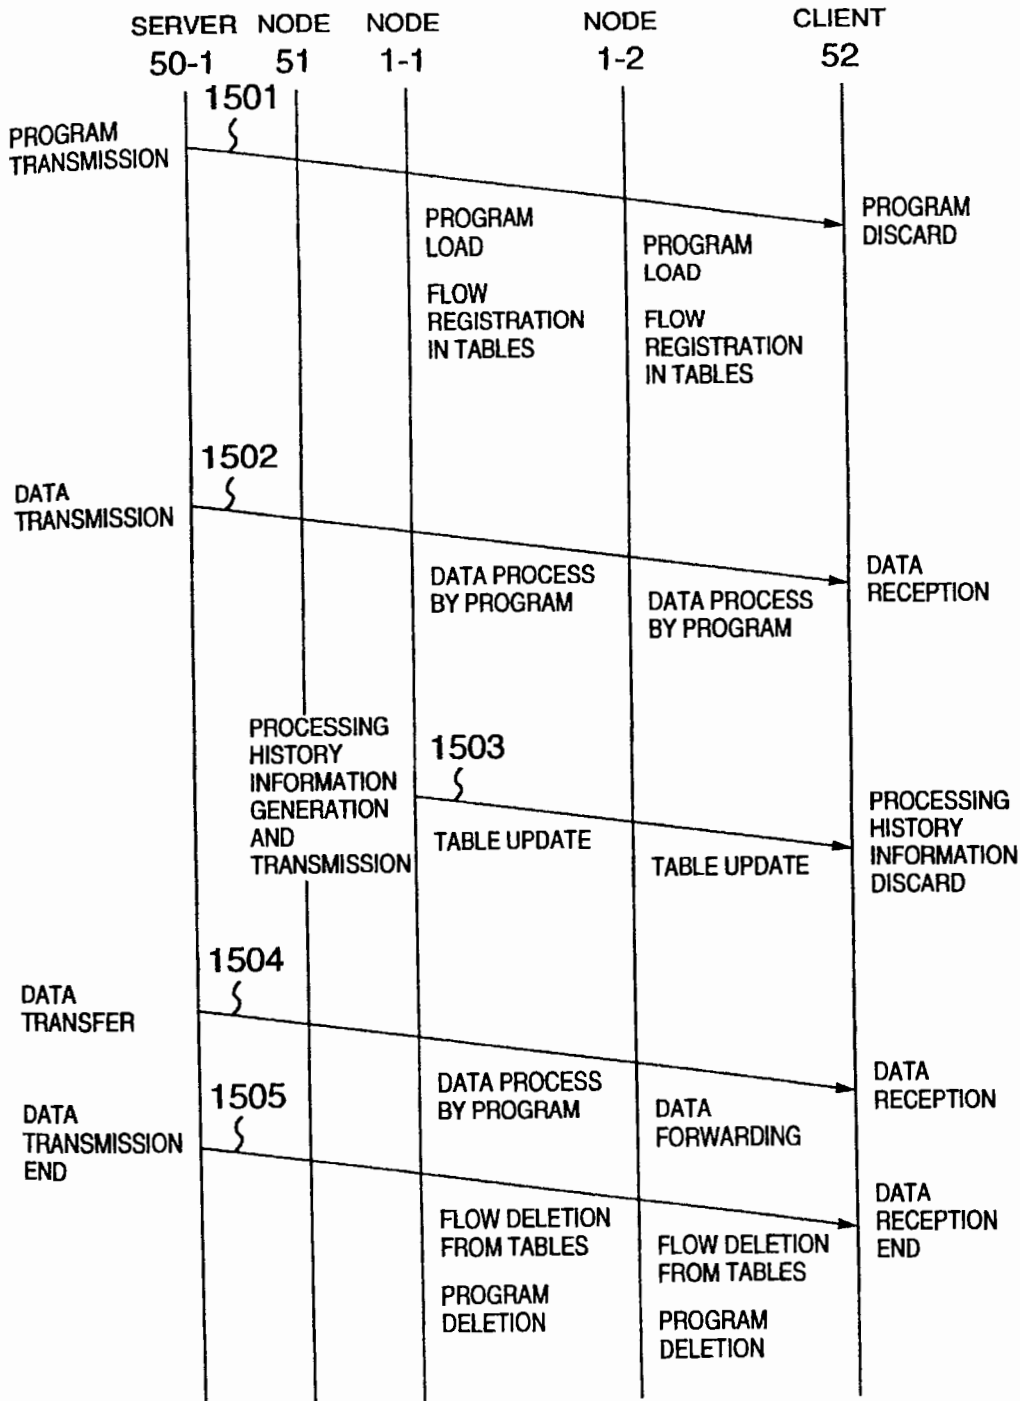 SERVER NODE NODE NODE CLIENT
50-1 51 1-1 1-2 52
1501
PROGRAM
TRANSMISSION
PROGRAM
DISCARD
PROGRAM
LOAD
FLOW
REGISTRATION
IN TABLES
PROGRAM
LOAD
FLOW
REGISTRATION
IN TABLES
1502
DATA
TRANSMISSION
DATA
RECEPTION
DATA PROCESS
BY PROGRAM
DATA PROCESS
BY PROGRAM
PROCESSING
HISTORY
INFORMATION
GENERATION
AND
TRANSMISSION
1503
TABLE UPDATE
TABLE UPDATE
PROCESSING
HISTORY
INFORMATION
DISCARD
1504
DATA
TRANSFER
DATA PROCESS
BY PROGRAM
DATA
FORWARDING
DATA
RECEPTION
1505
DATA
TRANSMISSION
END
FLOW DELETION
FROM TABLES
PROGRAM
DELETION
FLOW DELETION
FROM TABLES
PROGRAM
DELETION
DATA
RECEPTION
END